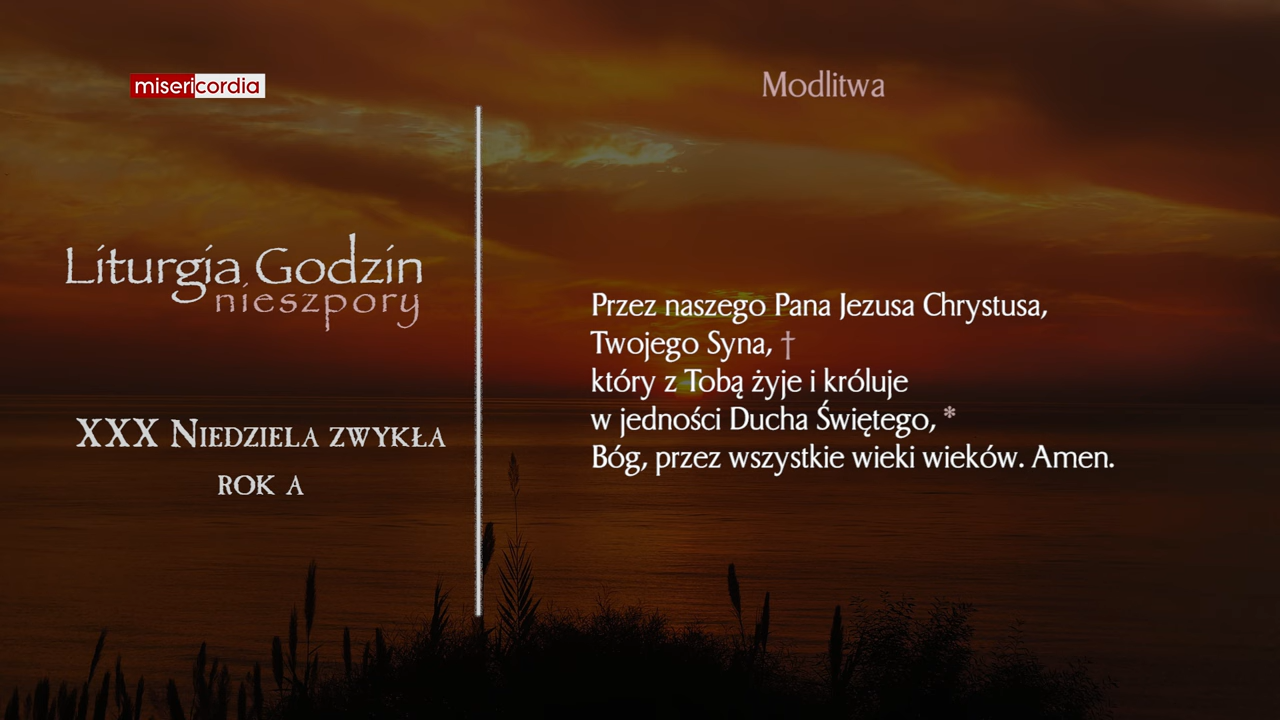 misericordia
Modlitwa
Liturgia Godzin
nieszpory
XXX Niedziela zwykła
rok A
Przez naszego Pana Jezusa Chrystusa,
Twojego Syna, †
który z Tobą żyje i króluje
w jedności Ducha Świętego, *
Bóg, przez wszystkie wieki wieków. Amen.